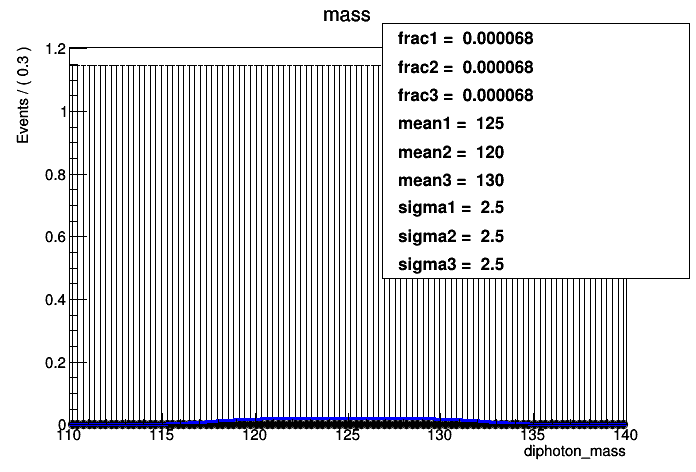 mass
Events / ( 0.3 )
1.2
1
0.8
0.6
0.4
0.2
0
frac1 = 0.000068
frac2 = 0.000068
frac3 = 0.000068
mean1 = 125
mean2 = 120
mean3 = 130
sigma1 = 2.5
sigma2 = 2.5
sigma3 = 2.5
110 115 120 125 130 135 140
diphoton_mass